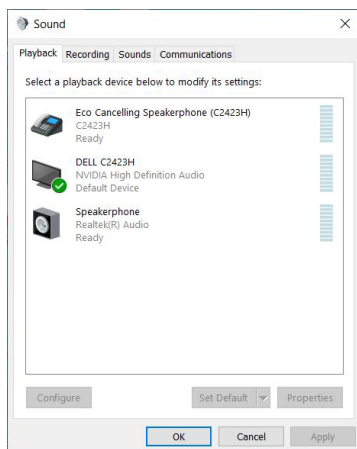 Sound
Playback Recording Sounds Communications
Select a playback device below to modify its settings:
Eco Cancelling Speakerphone (C2423H)
C2423H
Ready
DELL C2423H
NVIDIA High Definition Audio
Default Device
Speakerphone
Realtek(R) Audio
Ready
Configure Set Default Properties
OK Cancel Apply